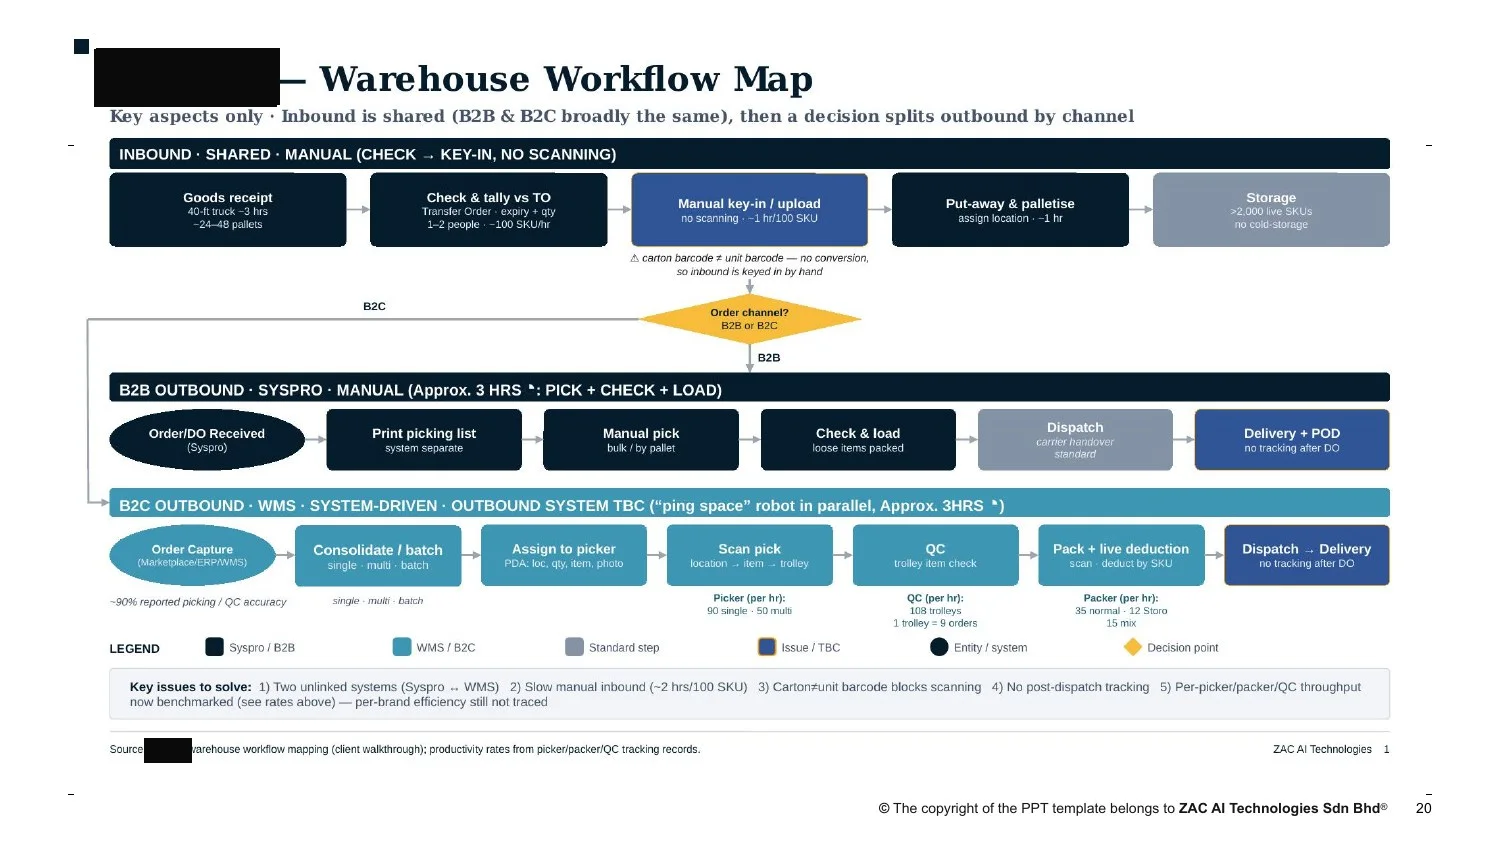 — Warehouse Workflow Map
Key aspects only · Inbound is shared (B2B & B2C broadly the same), then a decision splits outbound by channel
INBOUND · SHARED · MANUAL (CHECK → KEY-IN, NO SCANNING)
Goods receipt
40-ft truck ~3 hrs
~24–48 pallets
Check & tally vs TO
Transfer Order · expiry + qty
1–2 people · ~100 SKU/hr
Manual key-in / upload
no scanning · ~1 hr/100 SKU
Put-away & palletise
assign location · ~1 hr
Storage
>2,000 live SKUs
no cold-storage
⚠ carton barcode ≠ unit barcode — no conversion,
so inbound is keyed in by hand
B2C
Order channel?
B2B or B2C
B2B
B2B OUTBOUND · SYSPRO · MANUAL (Approx. 3 HRS : PICK + CHECK + LOAD)
Order/DO Received
(Syspro)
Print picking list
system separate
Manual pick
bulk / by pallet
Check & load
loose items packed
Dispatch
carrier handover
standard
Delivery + POD
no tracking after DO
B2C OUTBOUND · WMS · SYSTEM-DRIVEN · OUTBOUND SYSTEM TBC (“ping space” robot in parallel, Approx. 3HRS )
Order Capture
(Marketplace/ERP/WMS)
Consolidate / batch
single · multi · batch
Assign to picker
PDA: loc, qty, item, photo
Scan pick
location → item → trolley
QC
trolley item check
Pack + live deduction
scan · deduct by SKU
Dispatch → Delivery
no tracking after DO
~90% reported picking / QC accuracy
single · multi · batch
Picker (per hr):
90 single · 50 multi
QC (per hr):
108 trolleys
1 trolley = 9 orders
Packer (per hr):
35 normal · 12 Storo
15 mix
LEGEND
Syspro / B2B
WMS / B2C
Standard step
Issue / TBC
Entity / system
Decision point
Key issues to solve: 1) Two unlinked systems (Syspro ↔ WMS) 2) Slow manual inbound (~2 hrs/100 SKU) 3) Carton≠unit barcode blocks scanning 4) No post-dispatch tracking 5) Per-picker/packer/QC throughput
now benchmarked (see rates above) — per-brand efficiency still not traced
Source warehouse workflow mapping (client walkthrough); productivity rates from picker/packer/QC tracking records.
ZAC AI Technologies 1
© The copyright of the PPT template belongs to ZAC AI Technologies Sdn Bhd® 20